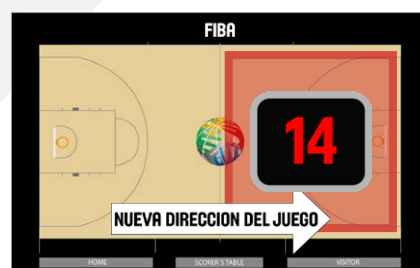 FIBA
14
NUEVA DIRECCION DEL JUEGO
HOME SCORER'S TABLE VISITOR